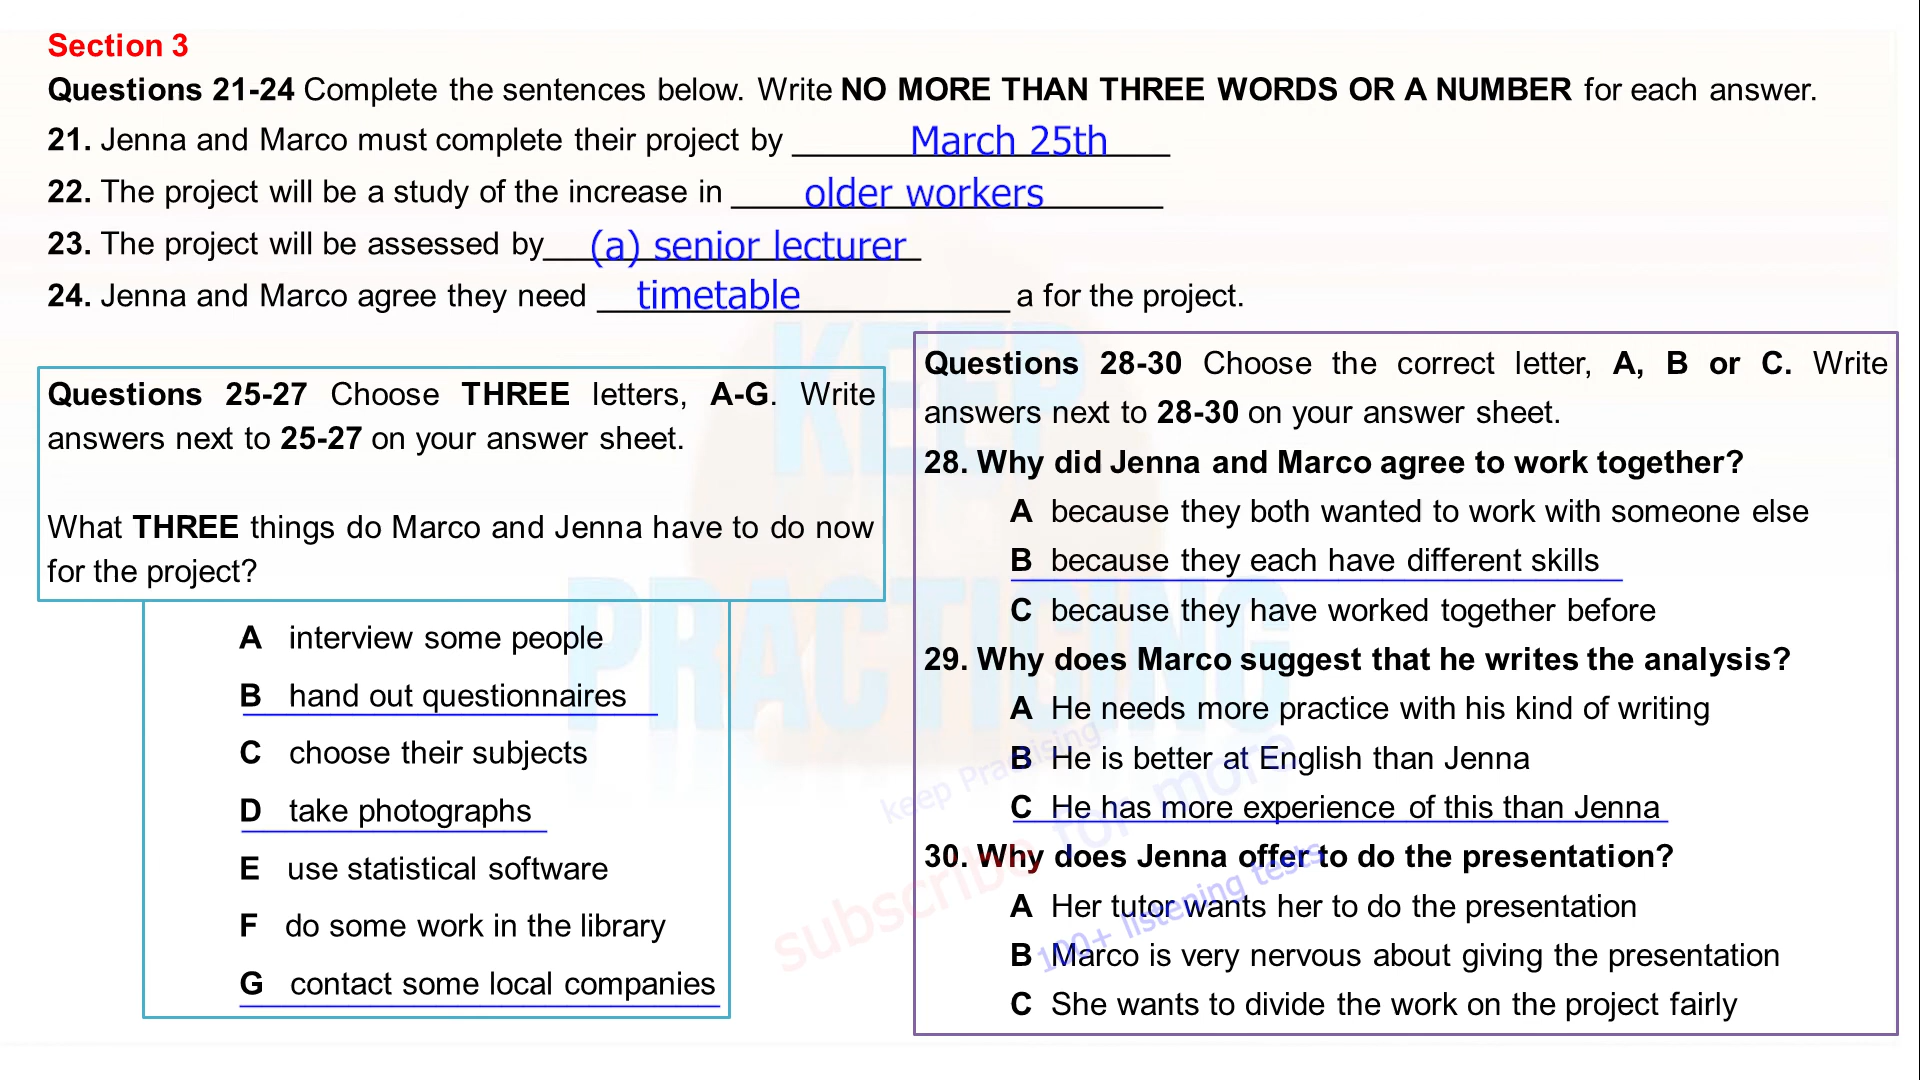 Section 3
Questions 21-24 Complete the sentences below. Write NO MORE THAN THREE WORDS OR A NUMBER for each answer.
21. Jenna and Marco must complete their project by March 25th
22. The project will be a study of the increase in older workers
23. The project will be assessed by (a) senior lecturer
24. Jenna and Marco agree they need timetable a for the project.
Questions 25-27 Choose THREE letters, A-G. Write
answers next to 25-27 on your answer sheet.
What THREE things do Marco and Jenna have to do now
for the project?
A interview some people
B hand out questionnaires
C choose their subjects
D take photographs
E use statistical software
F do some work in the library
G contact some local companies
Questions 28-30 Choose the correct letter, A, B or C. Write
answers next to 28-30 on your answer sheet.
28. Why did Jenna and Marco agree to work together?
A because they both wanted to work with someone else
B because they each have different skills
C because they have worked together before
29. Why does Marco suggest that he writes the analysis?
A He needs more practice with his kind of writing
B He is better at English than Jenna
C He has more experience of this than Jenna
30. Why does Jenna offer to do the presentation?
A Her tutor wants her to do the presentation
B Marco is very nervous about giving the presentation
C She wants to divide the work on the project fairly
KEEP
PRACTICING
keep Practising
subscribe for more
100+ listening tests